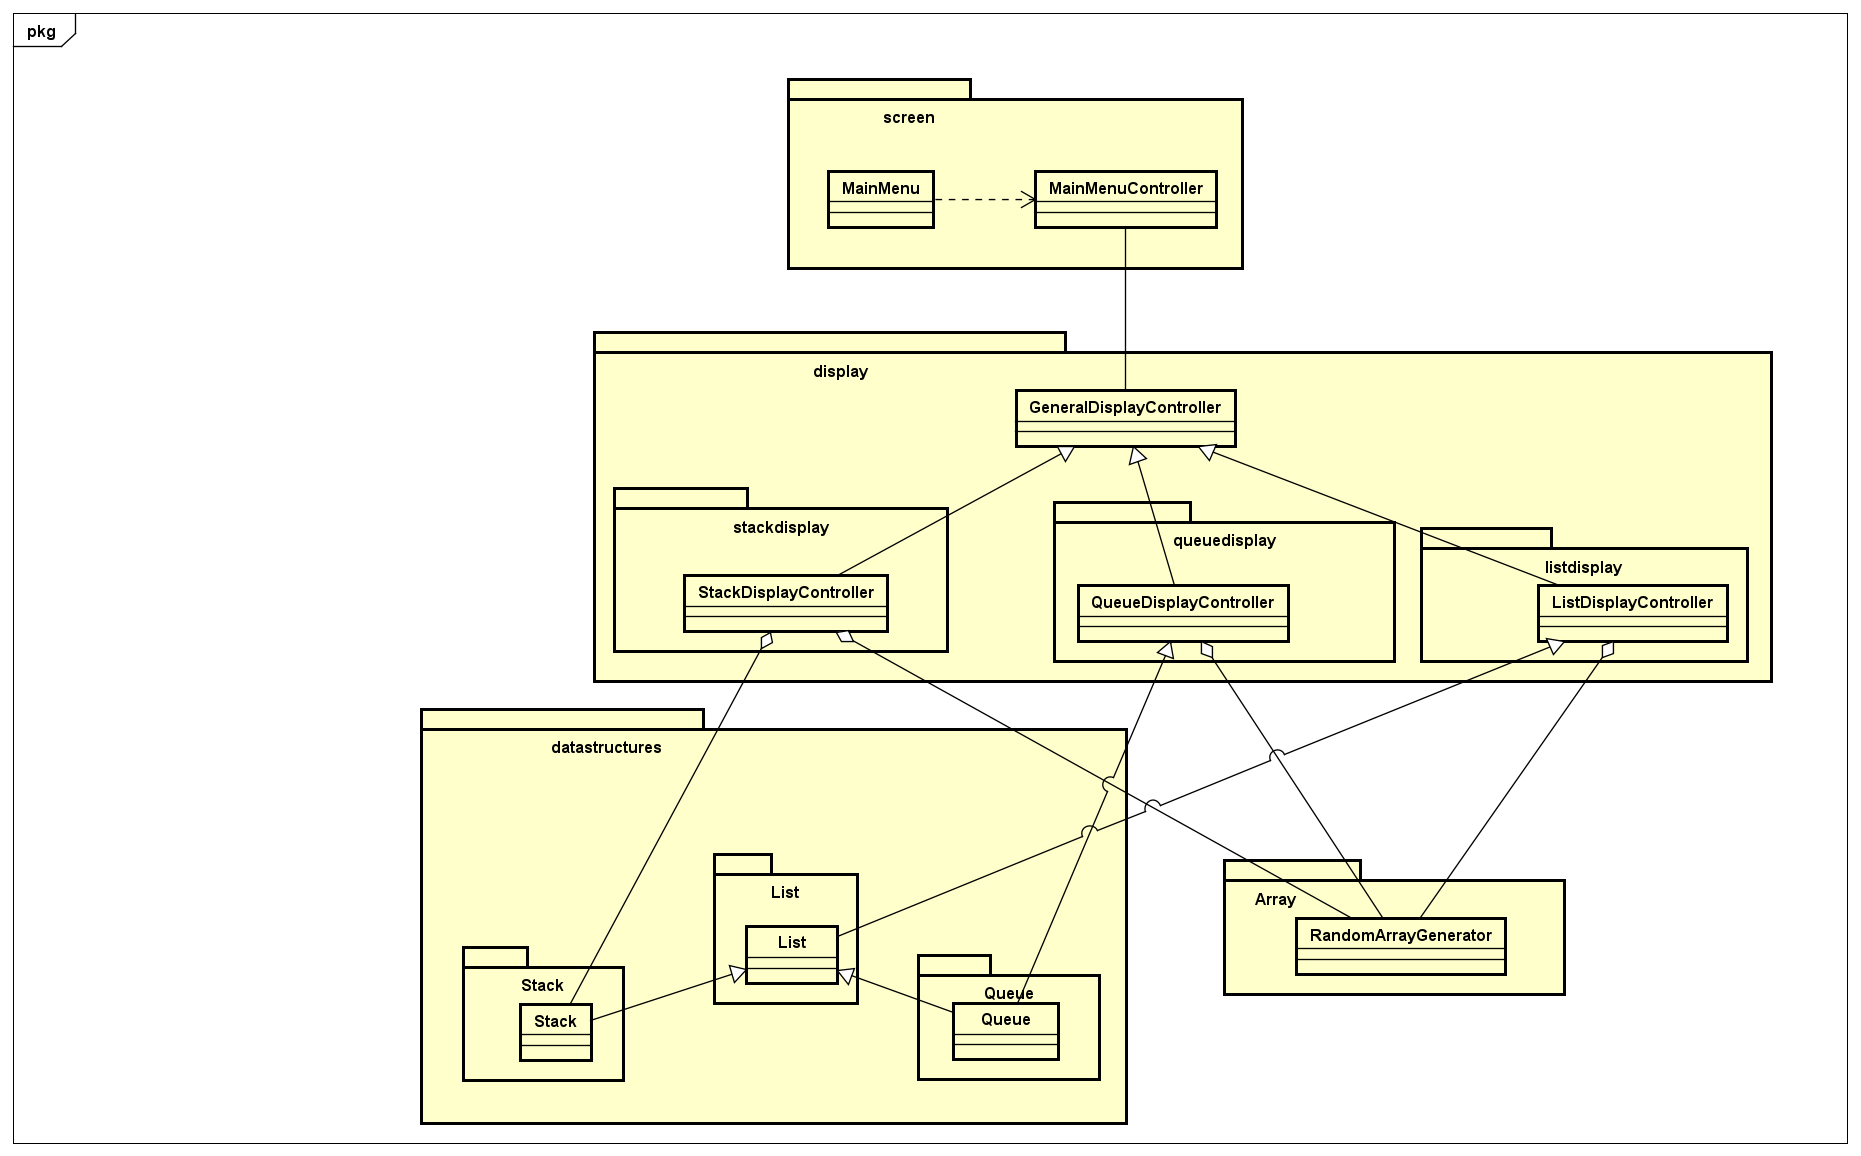 pkg
screen
MainMenu
MainMenuController
display
GeneralDisplayController
stackdisplay
queuedisplay
listdisplay
StackDisplayController
QueueDisplayController
ListDisplayController
datastructures
List
Array
List
RandomArrayGenerator
Stack
Queue
Stack
Queue